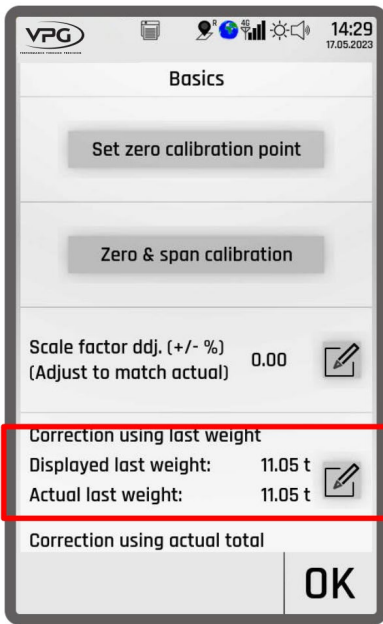 VPG
R
4G
14:29
17.05.2023
Basics
Set zero calibration point
Zero & span calibration
Scale factor ddj. (+/- %)
(Adjust to match actual)
0.00
Correction using last weight
Displayed last weight: 11.05 t
Actual last weight: 11.05 t
Correction using actual total
OK